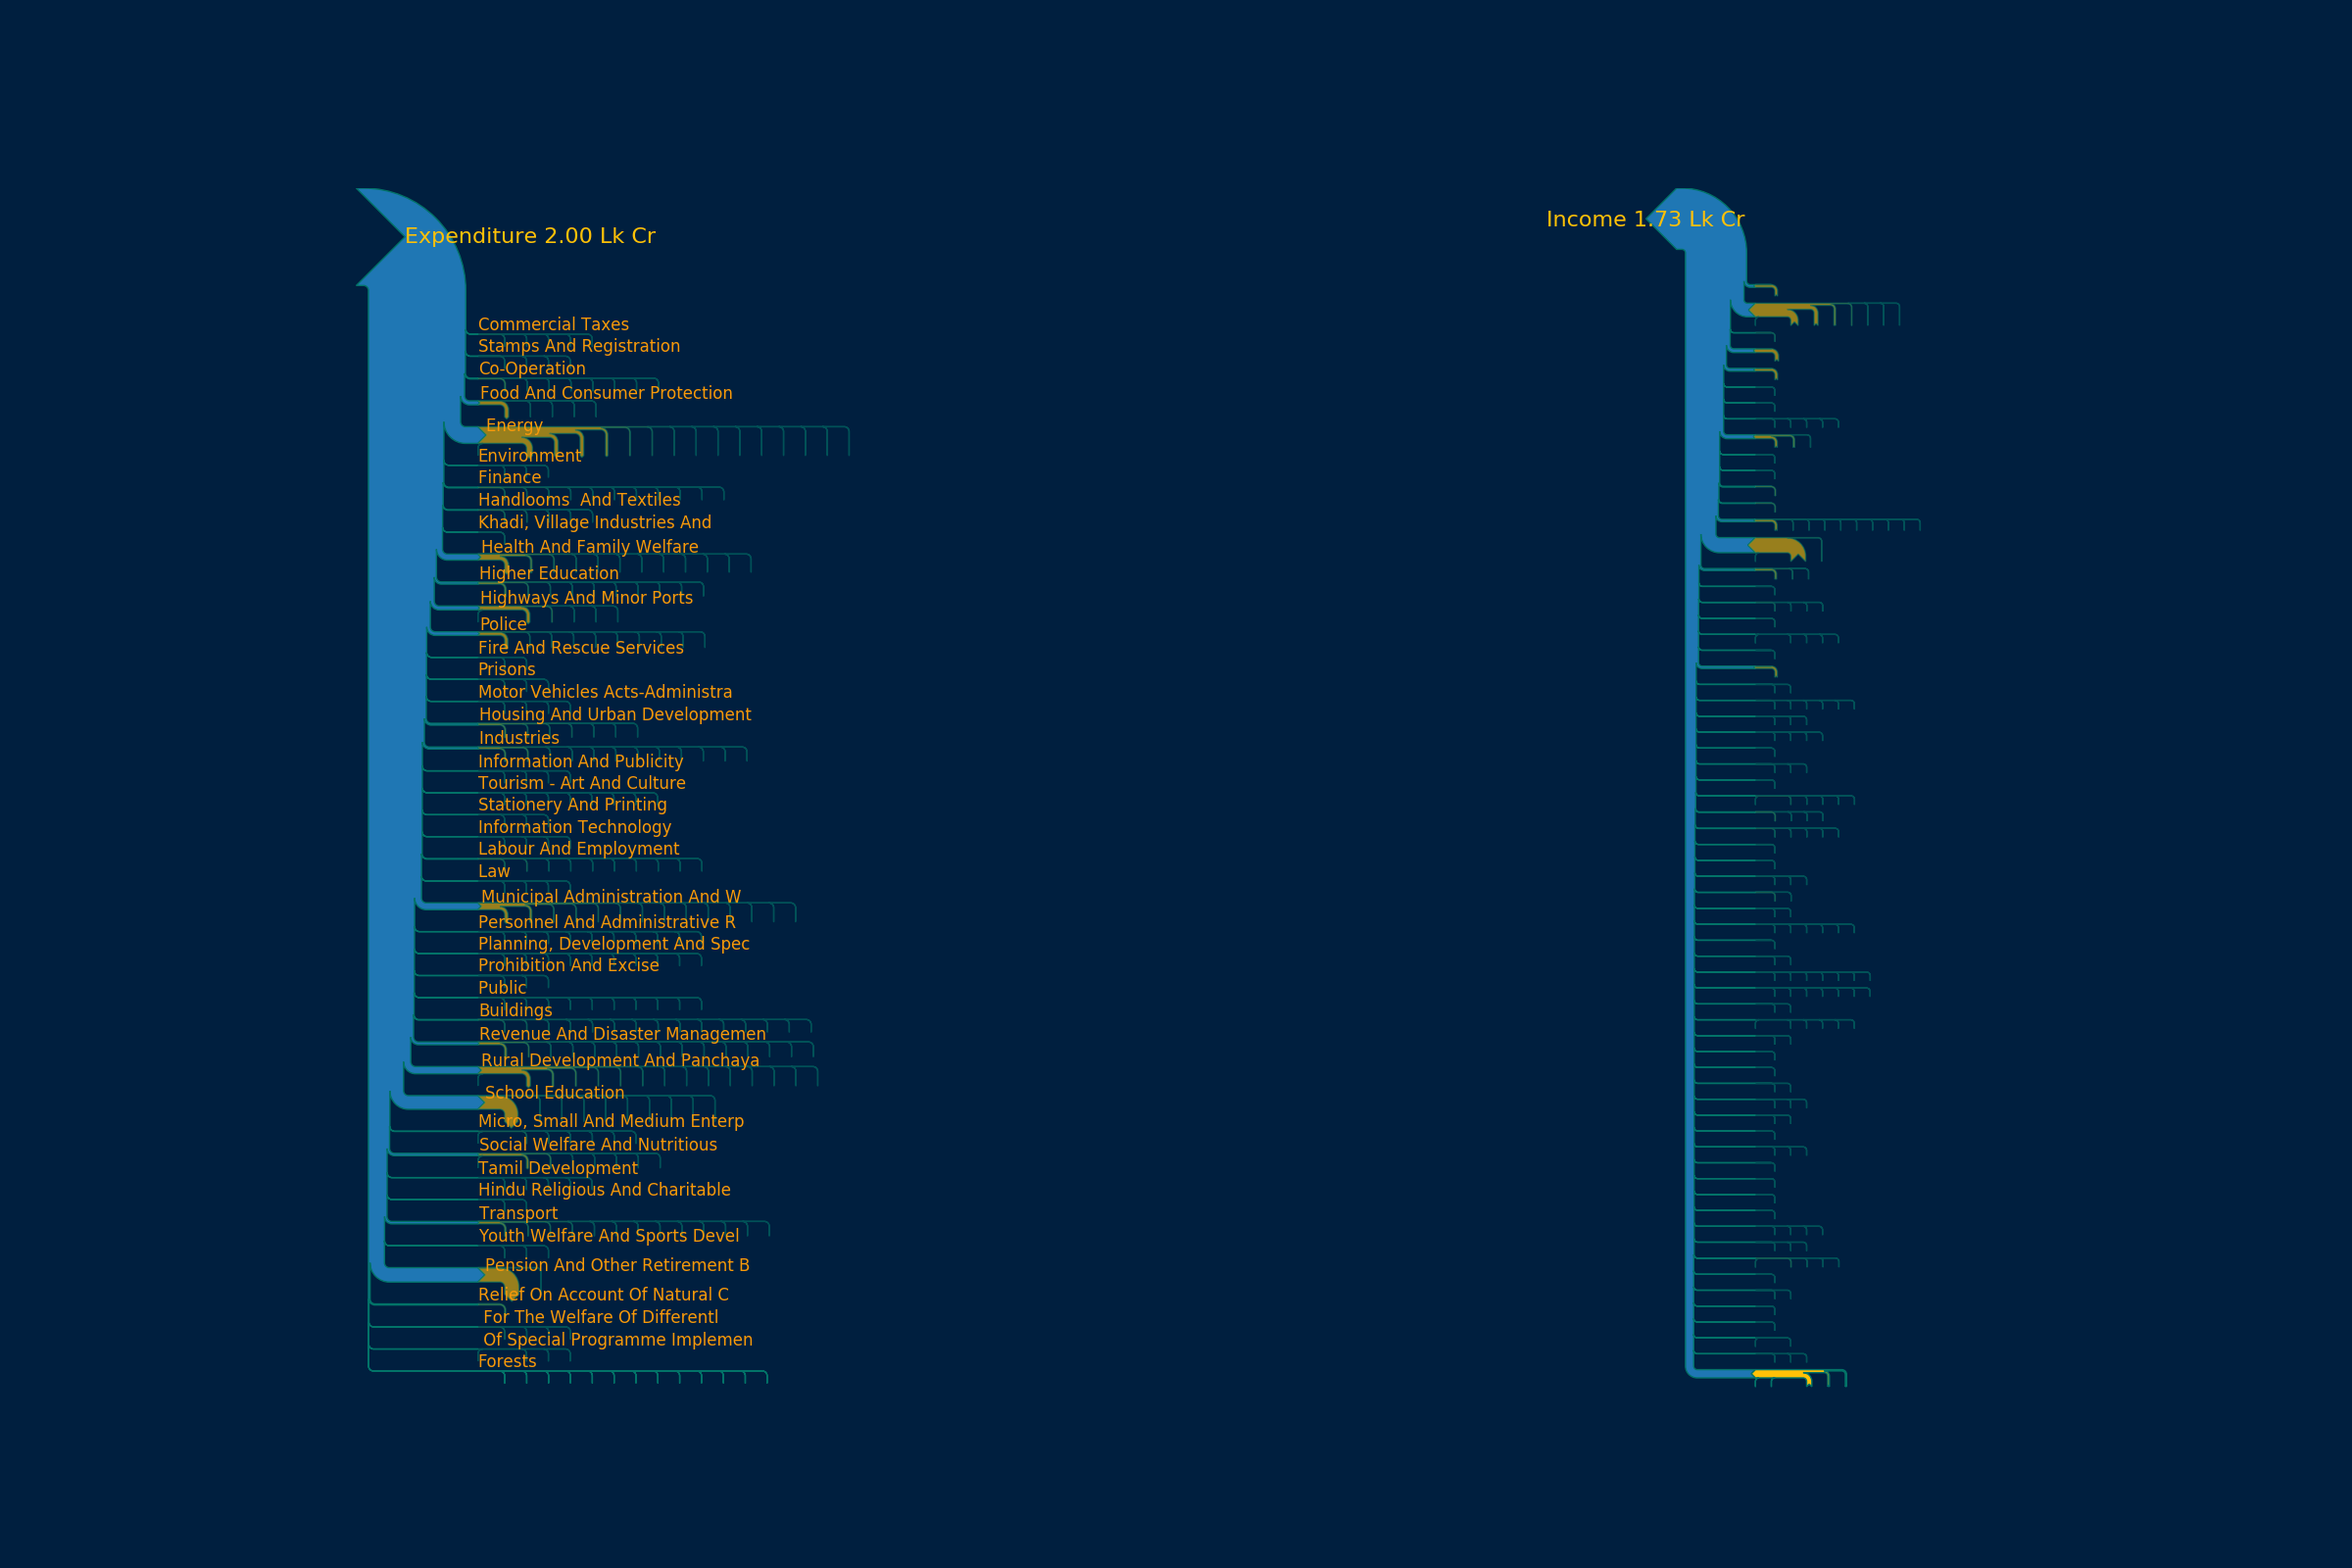 Expenditure 2.00 Lk Cr
Income 1.73 Lk Cr
Commercial Taxes
Stamps And Registration
Co-Operation
Food And Consumer Protection
Energy
Environment
Finance
Handlooms  And Textiles
Khadi, Village Industries And
Health And Family Welfare
Higher Education
Highways And Minor Ports
Police
Fire And Rescue Services
Prisons
Motor Vehicles Acts-Administra
Housing And Urban Development
Industries
Information And Publicity
Tourism - Art And Culture
Stationery And Printing
Information Technology
Labour And Employment
Law
Municipal Administration And W
Personnel And Administrative R
Planning, Development And Spec
Prohibition And Excise
Public
Buildings
Revenue And Disaster Managemen
Rural Development And Panchaya
School Education
Micro, Small And Medium Enterp
Social Welfare And Nutritious
Tamil Development
Hindu Religious And Charitable
Transport
Youth Welfare And Sports Devel
Pension And Other Retirement B
Relief On Account Of Natural C
For The Welfare Of Differentl
Of Special Programme Implemen
Forests